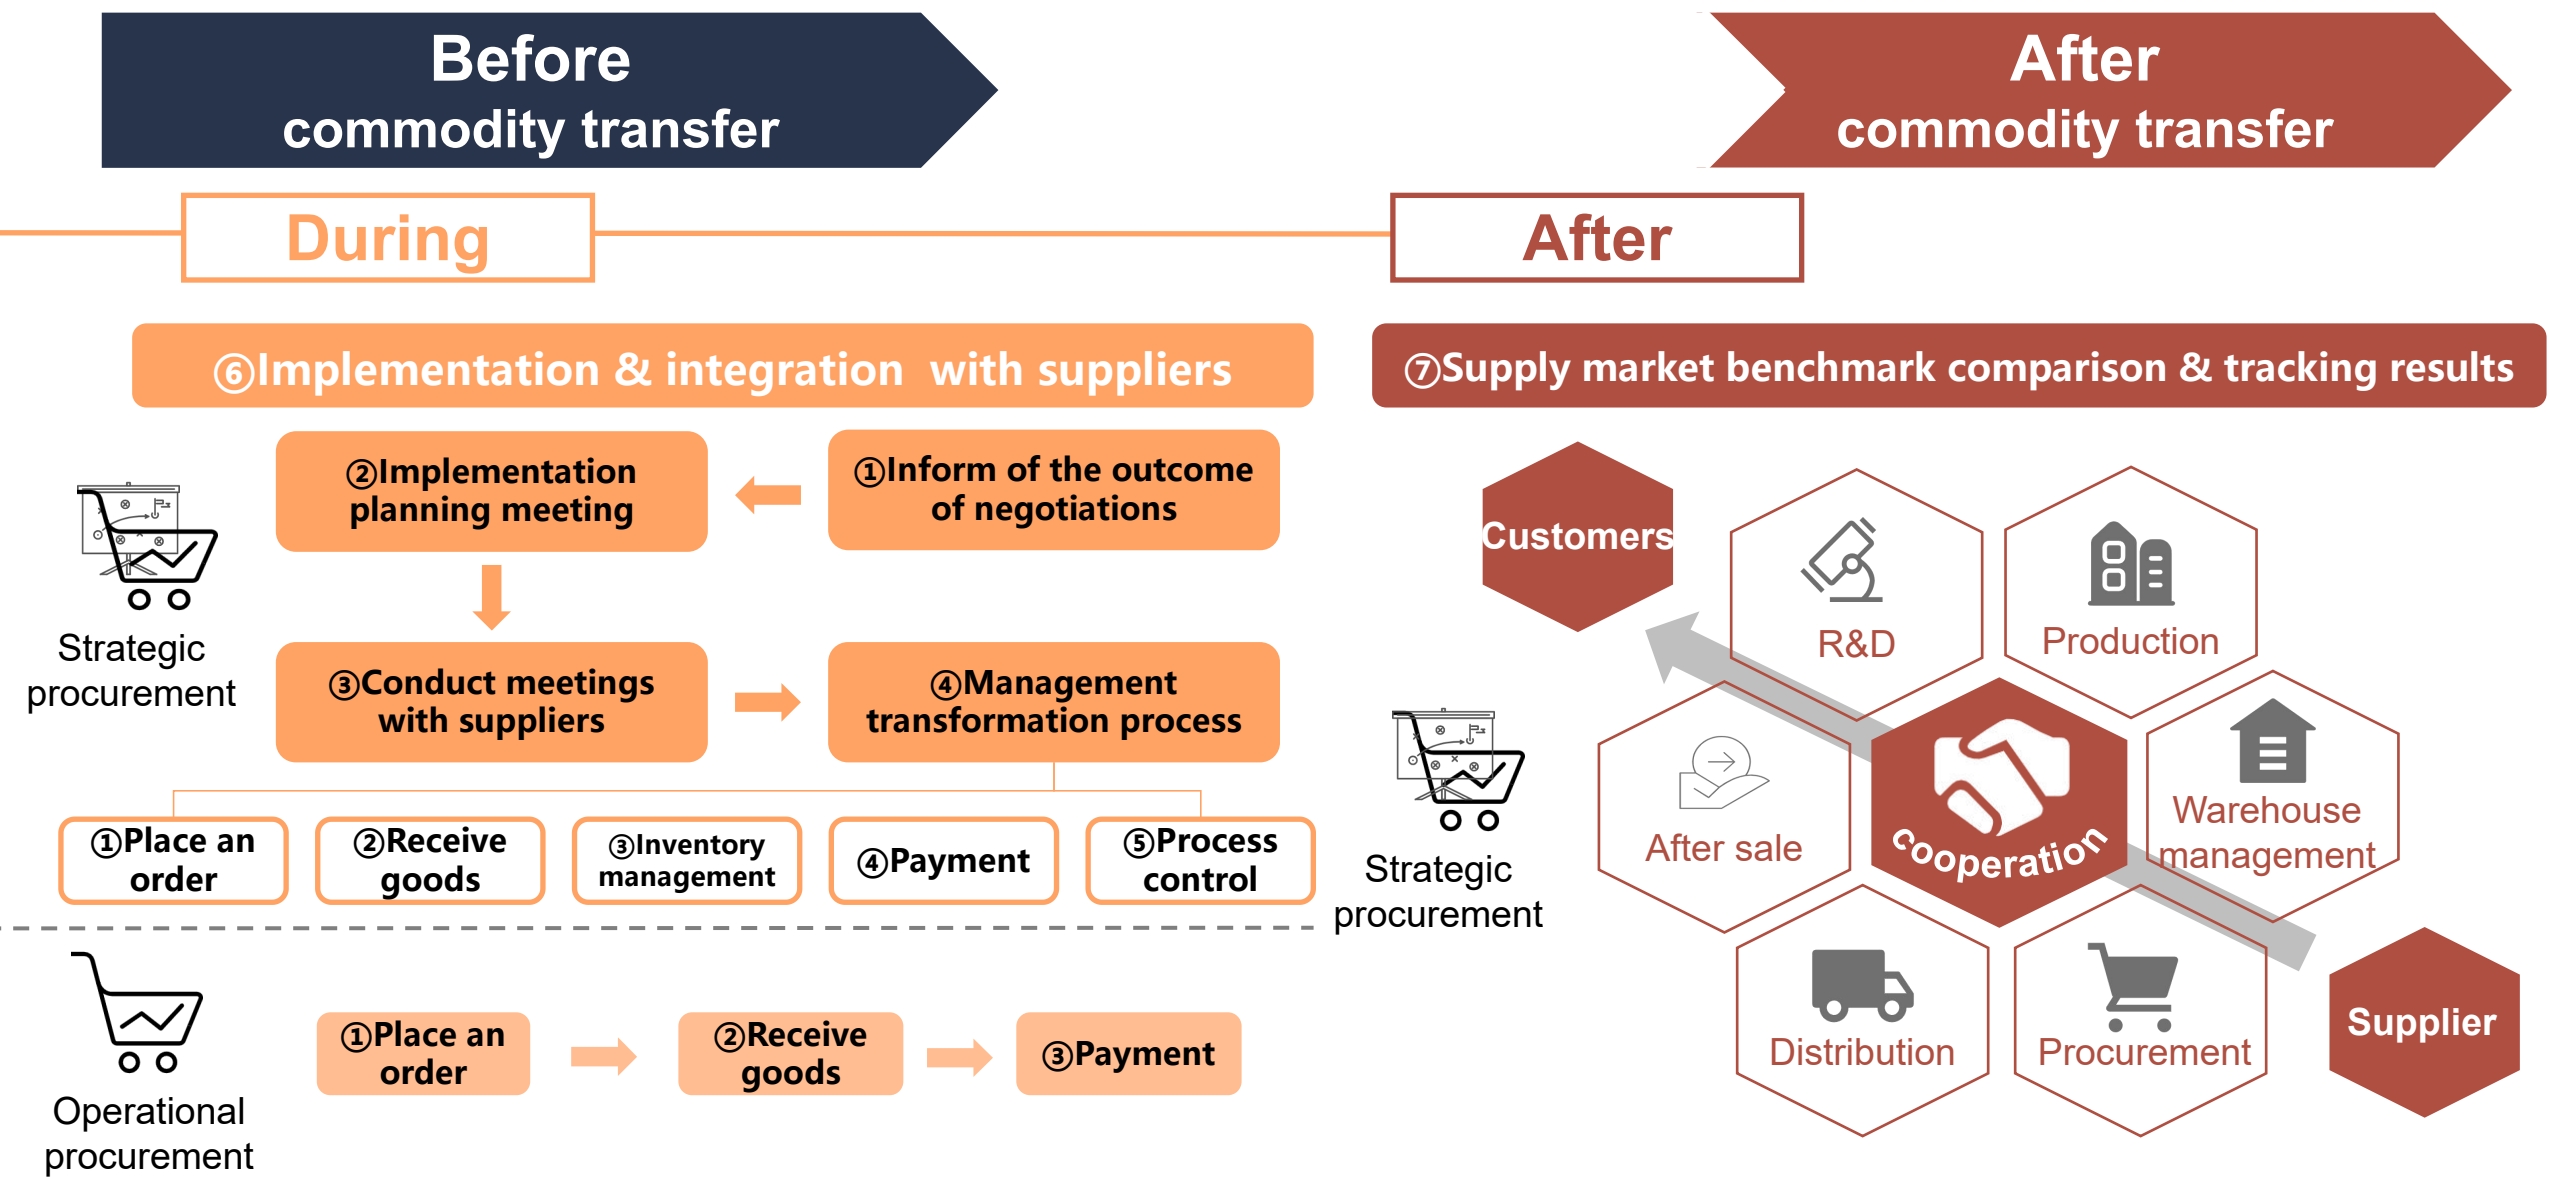 Before
commodity transfer
After
commodity transfer
During
After
⑥Implementation & integration with suppliers
⑦Supply market benchmark comparison & tracking results
②Implementation
planning meeting
①Inform of the outcome
of negotiations
③Conduct meetings
with suppliers
④Management
transformation process
Strategic
procurement
①Place an
order
②Receive
goods
③Inventory
management
④Payment
⑤Process
control
Operational
procurement
①Place an
order
②Receive
goods
③Payment
Strategic
procurement
Customers
R&D
Production
After sale
cooperation
Warehouse
management
Distribution
Procurement
Supplier